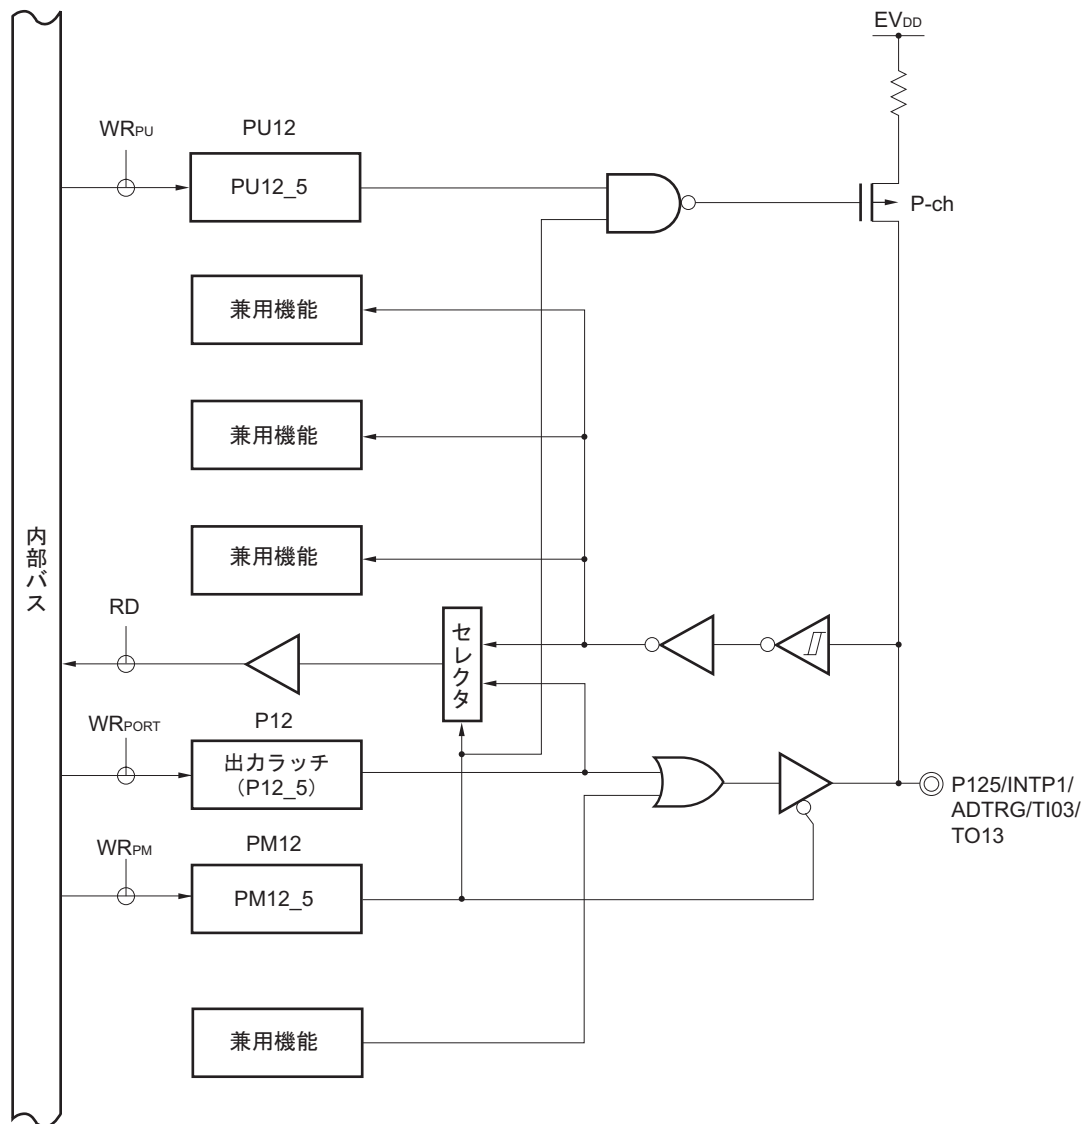 EVDD
WRPU
PU12
PU12_5
P-ch
兼用機能
兼用機能
兼用機能
内部バス
RD
セレクタ
WRPORT
P12
出力ラッチ
（P12_5）
P125/INTP1/
ADTRG/TI03/
TO13
WRPM
PM12
PM12_5
兼用機能